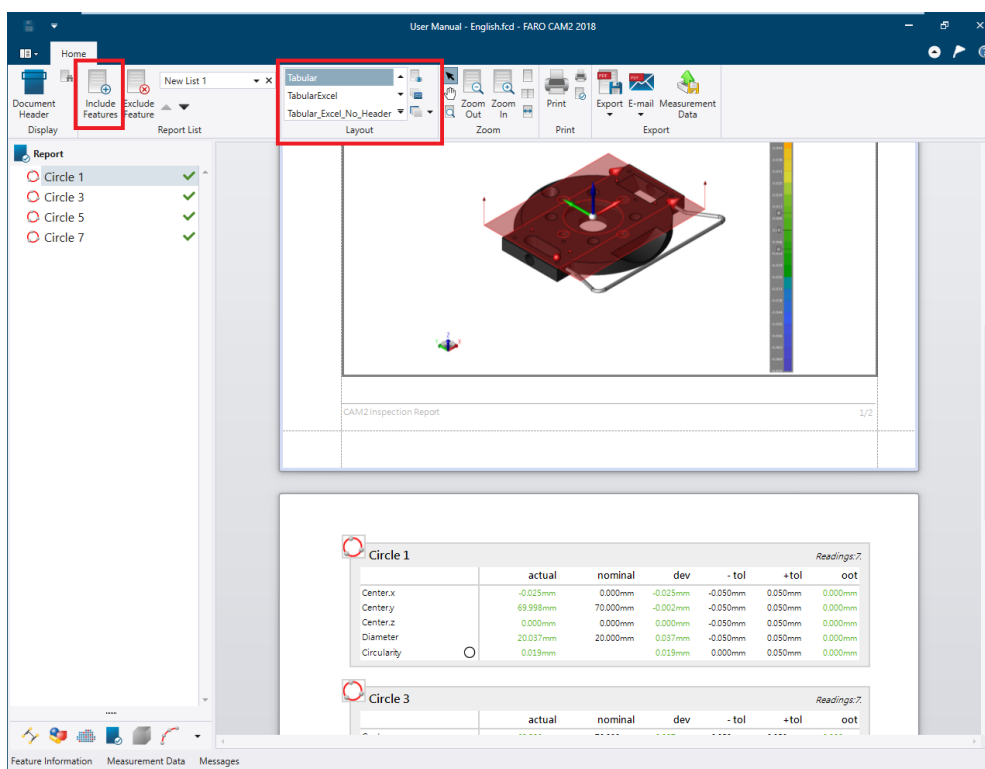 User Manual - English.fcd - FARO CAM2 2018
Home
Document Header
Include Features
Exclude Feature
New List 1
Tabular
TabularExcel
Tabular_Excel_No_Header
Zoom Out
Zoom In
Print
Export
E-mail
Measurement Data
Display
Report List
Layout
Zoom
Print
Export
Report
Circle 1
Circle 3
Circle 5
Circle 7
CAM2 Inspection Report 1/2
Circle 1 Readings:7.
actual nominal dev - tol +tol oot
Center.x -0.025mm 0.000mm -0.025mm -0.050mm 0.050mm 0.000mm
Center.y 69.998mm 70.000mm -0.002mm -0.050mm 0.050mm 0.000mm
Center.z 0.000mm 0.000mm 0.000mm -0.050mm 0.050mm 0.000mm
Diameter 20.037mm 20.000mm 0.037mm -0.050mm 0.050mm 0.000mm
Circularity 0.019mm 0.019mm 0.000mm 0.050mm 0.000mm
Circle 3 Readings:7.
actual nominal dev - tol +tol oot
Feature Information Measurement Data Messages